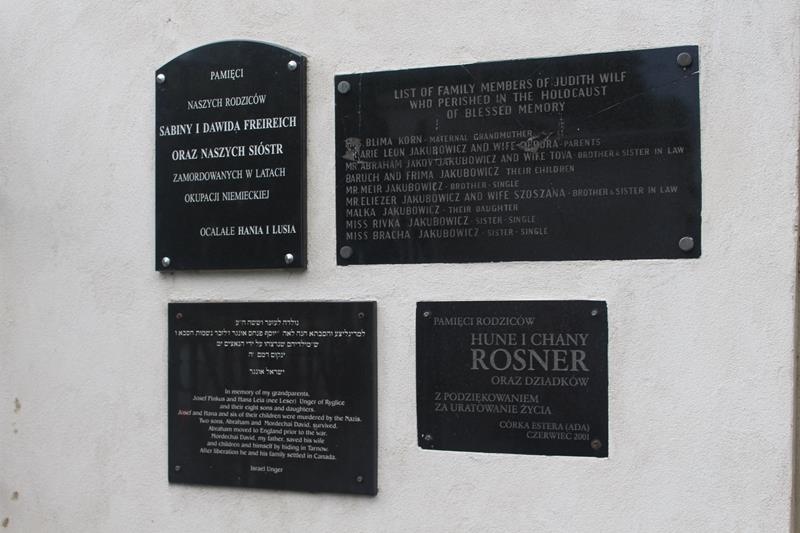 PAMIĘCI
NASZYCH RODZICÓW
SABINY I DAWIDA FREIREICH
ORAZ NASZYCH SIÓSTR
ZAMORDOWANYCH W LATACH
OKUPACJI NIEMIECKIEJ
OCALAŁE HANIA I LUSIA
LIST OF FAMILY MEMBERS OF JUDITH WILF
WHO PERISHED IN THE HOLOCAUST
OF BLESSED MEMORY
BLIMA KORN - MATERNAL GRANDMOTHER
ARIE LEON JAKUBOWICZ AND WIFE - PARENTS
MR. ABRAHAM JAKOV JAKUBOWICZ AND WIFE TOVA - BROTHER & SISTER IN LAW
BARUCH AND FRIMA JAKUBOWICZ THEIR CHILDREN
MR. MEIR JAKUBOWICZ - BROTHER - SINGLE
MR. ELIEZER JAKUBOWICZ AND WIFE SZOSZANA - BROTHER & SISTER IN LAW
MALKA JAKUBOWICZ - THEIR DAUGHTER
MISS RIVKA JAKUBOWICZ - SISTER - SINGLE
MISS BRACHA JAKUBOWICZ - SISTER - SINGLE
ישראל אונגר
In memory of my grandparents,
Josef Pinkus and Hana Leia (nee Leser) Unger of Ryglice
and their eight sons and daughters.
Josef and Hana and six of their children were murdered by the Nazis.
Two sons, Abraham and Mordechai David, survived.
Abraham moved to England prior to the war.
Mordechai David, my father, saved his wife
and children and himself by hiding in Tarnow.
After liberation he and his family settled in Canada.
Israel Unger
PAMIĘCI RODZICÓW
HUNE I CHANY
ROSNER
ORAZ DZIADKÓW
Z PODZIĘKOWANIEM
ZA URATOWANIE ŻYCIA
CÓRKA ESTERA (ADA)
CZERWIEC 2001